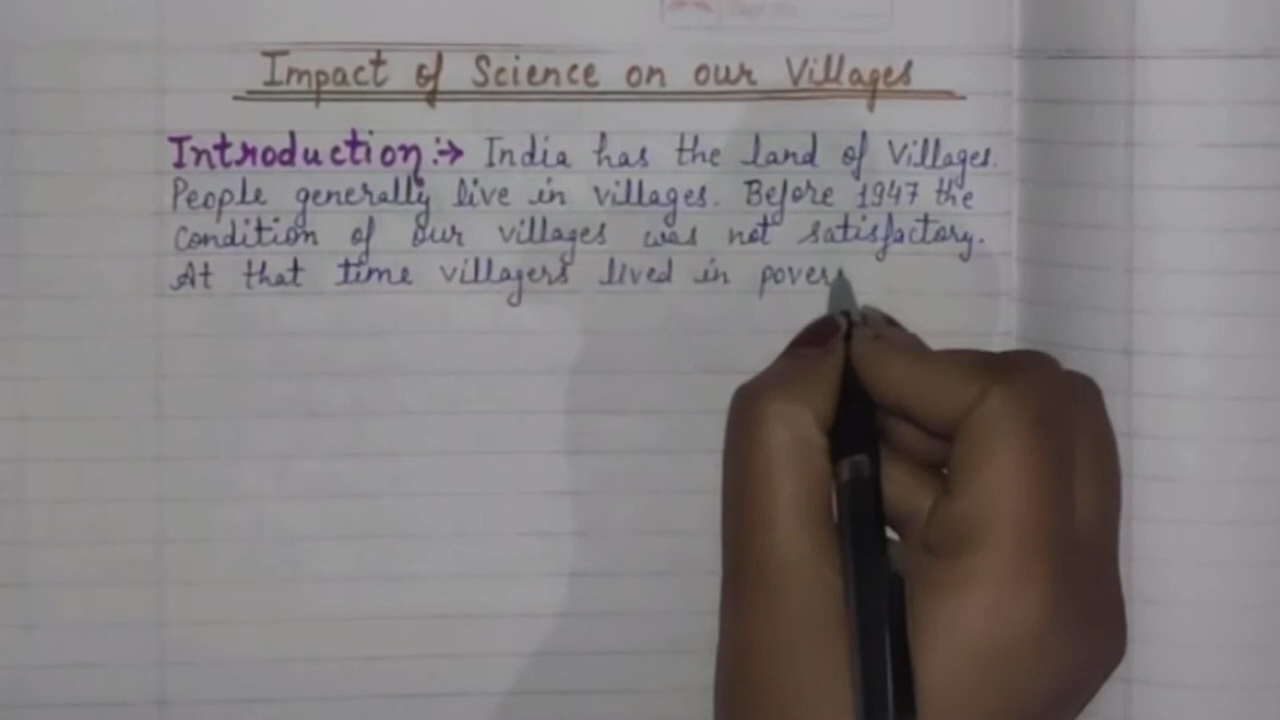 Impact of Science on our Villages
Introduction:→ India has the land of Villages.
People generally live in villages. Before 1947 the
condition of our villages was not satisfactory.
At that time villagers lived in pover